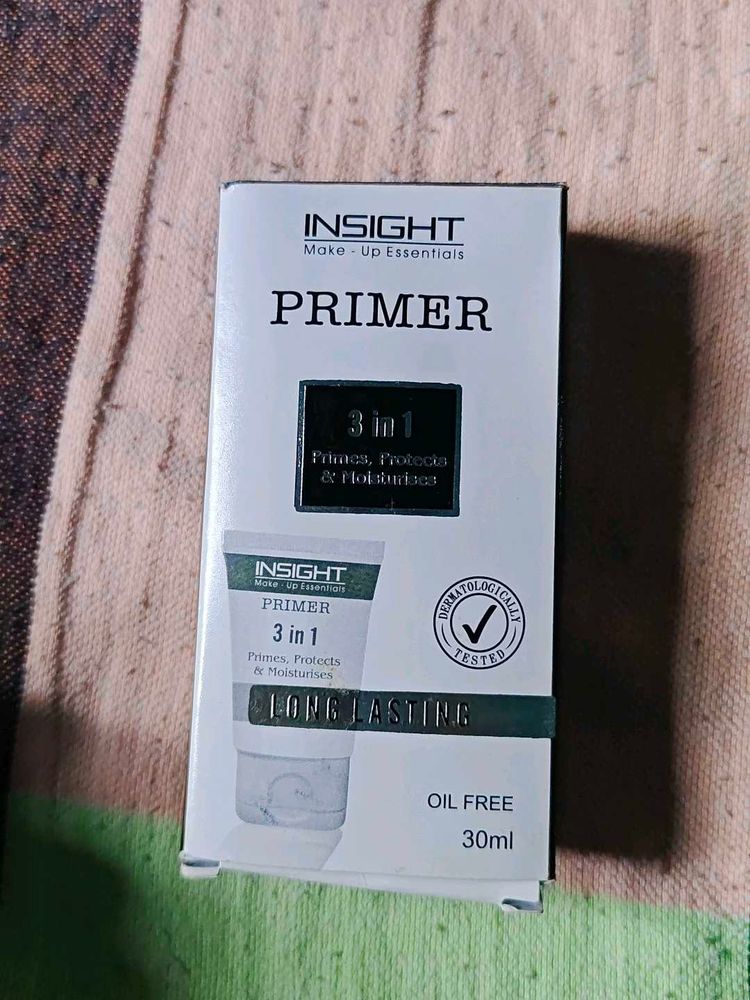 INSIGHT
Make - Up Essentials
PRIMER
3 in 1
Primes, Protects
& Moisturises
INSIGHT
Make - Up Essentials
PRIMER
3 in 1
Primes, Protects
& Moisturises
DERMATOLOGICALLY
TESTED
LONG LASTING
OIL FREE
30ml